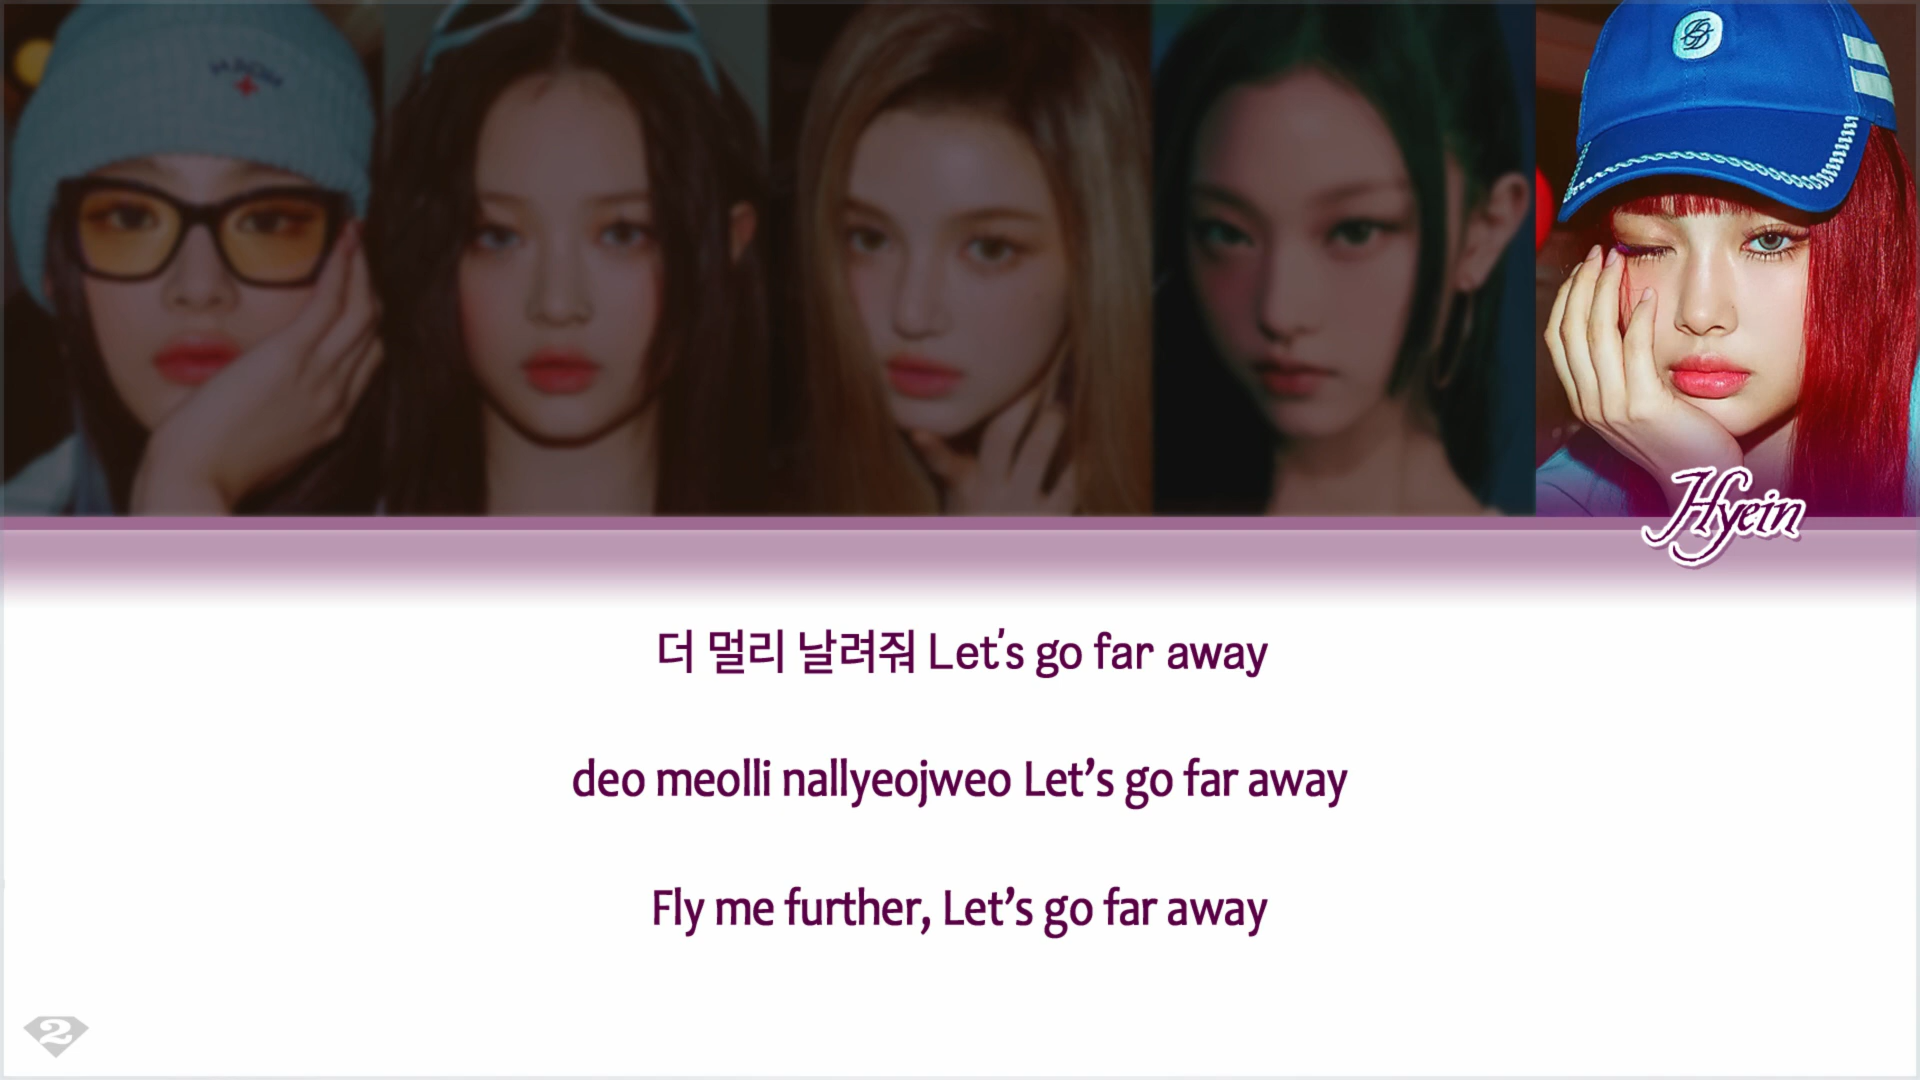 Hyein
더 멀리 날려줘 Let's go far away
deo meolli nallyeojweo Let’s go far away
Fly me further, Let’s go far away
2